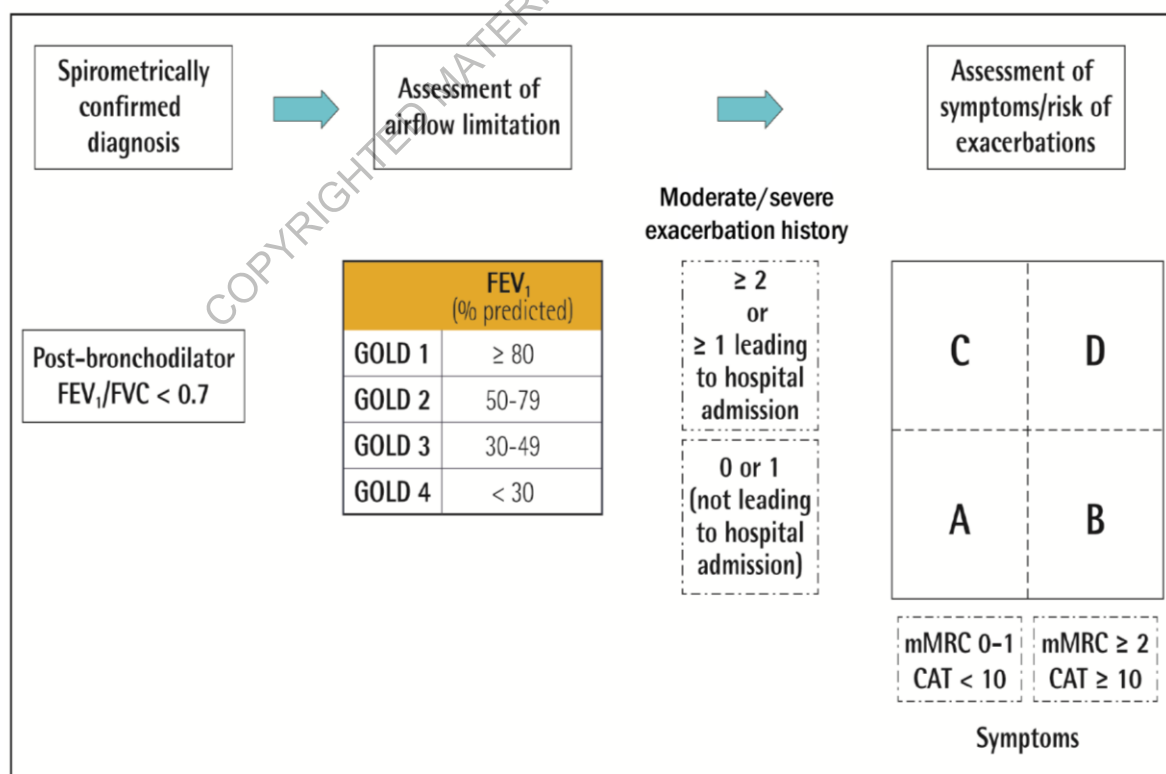 Spirometrically
confirmed
diagnosis
Assessment of
airflow limitation
Assessment of
symptoms/risk of
exacerbations
COPYRIGHTED MATERI
Moderate/severe
exacerbation history
Post-bronchodilator
FEV₁/FVC < 0.7
FEV₁
(% predicted)
GOLD 1 ≥ 80
GOLD 2 50-79
GOLD 3 30-49
GOLD 4 < 30
≥ 2
or
≥ 1 leading
to hospital
admission
0 or 1
(not leading
to hospital
admission)
C D
A B
mMRC 0-1
CAT < 10
mMRC ≥ 2
CAT ≥ 10
Symptoms